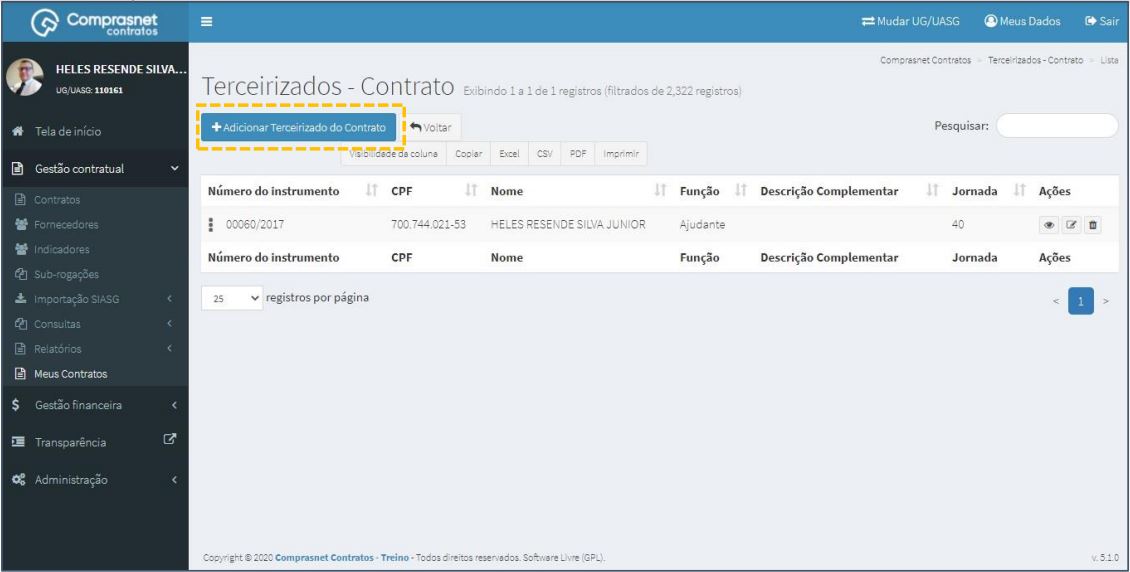 Comprasnet
contratos
Mudar UG/UASG Meus Dados Sair
HELES RESENDE SILVA...
UG/UASG: 110161
Comprasnet Contratos > Terceirizados - Contrato > Lista
Terceirizados - Contrato Exibindo 1 a 1 de 1 registros (filtrados de 2,322 registros)
+ Adicionar Terceirizado do Contrato Voltar
Pesquisar:
Visibilidade da coluna Copiar Excel CSV PDF Imprimir
Tela de início
Gestão contratual
Contratos
Fornecedores
Indicadores
Sub-rogações
Importação SIASG
Consultas
Relatórios
Meus Contratos
$ Gestão financeira
Transparência
Administração
Número do instrumento CPF Nome Função Descrição Complementar Jornada Ações
00060/2017 700.744.021-53 HELES RESENDE SILVA JUNIOR Ajudante 40
Número do instrumento CPF Nome Função Descrição Complementar Jornada Ações
25 registros por página
< 1 >
Copyright © 2020 Comprasnet Contratos - Treino - Todos direitos reservados. Software Livre (GPL).
v. 5.1.0